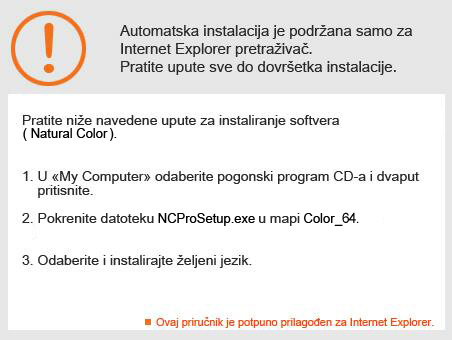 Automatska instalacija je podržana samo za
Internet Explorer pretraživač.
Pratite upute sve do dovršetka instalacije.
Pratite niže navedene upute za instaliranje softvera
( Natural Color).
1. U «My Computer» odaberite pogonski program CD-a i dvaput
pritisnite.
2. Pokrenite datoteku NCProSetup.exe u mapi Color_64.
3. Odaberite i instalirajte željeni jezik.
Ovaj priručnik je potpuno prilagođen za Internet Explorer.